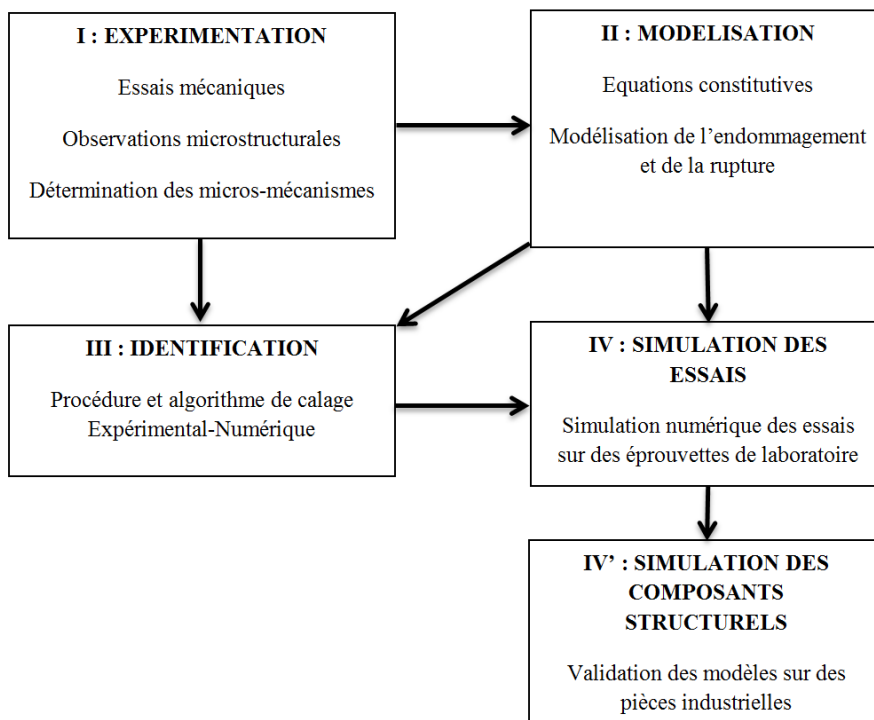 I : EXPERIMENTATION
Essais mécaniques
Observations microstructurales
Détermination des micros-mécanismes
II : MODELISATION
Equations constitutives
Modélisation de l’endommagement
et de la rupture
III : IDENTIFICATION
Procédure et algorithme de calage
Expérimental-Numérique
IV : SIMULATION DES
ESSAIS
Simulation numérique des essais
sur des éprouvettes de laboratoire
IV’ : SIMULATION DES
COMPOSANTS
STRUCTURELS
Validation des modèles sur des
pièces industrielles